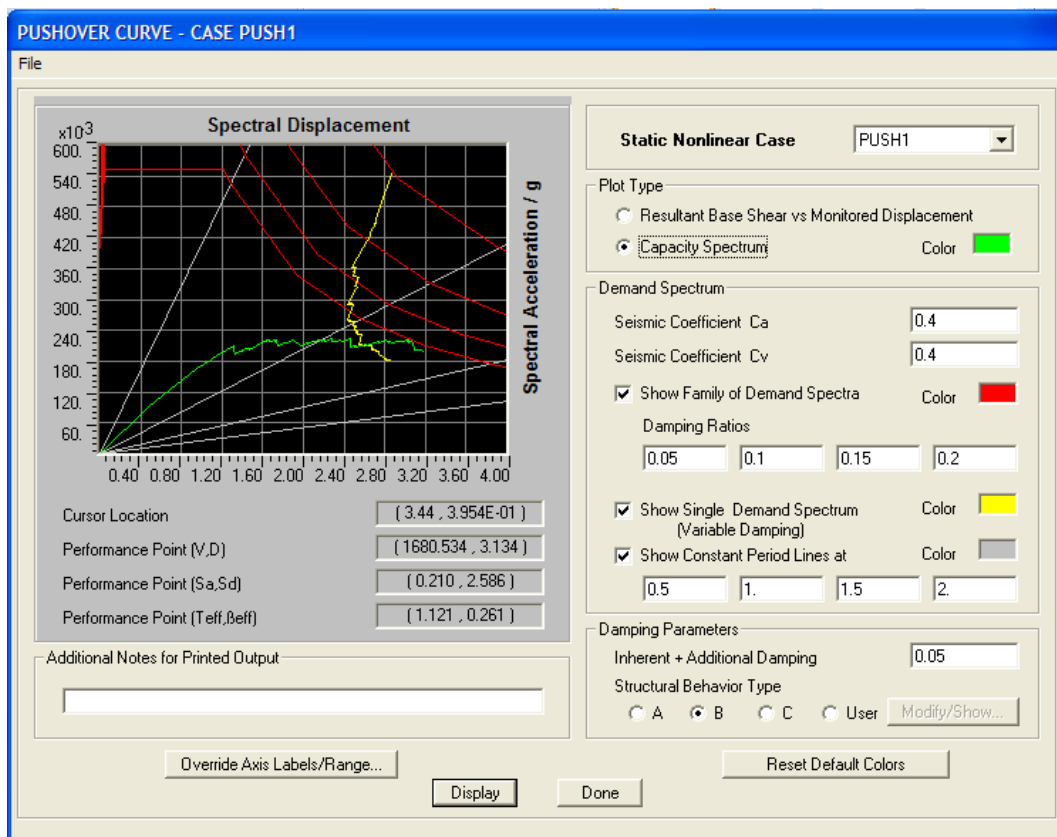 PUSHOVER CURVE - CASE PUSH1
File
Spectral Displacement
x10-3
600.
540.
480.
420.
360.
300.
240.
180.
120.
60.
Spectral Acceleration / g
0.40 0.80 1.20 1.60 2.00 2.40 2.80 3.20 3.60 4.00
Cursor Location ( 3.44 , 3.954E-01 )
Performance Point (V,D) ( 1680.534 , 3.134 )
Performance Point (Sa,Sd) ( 0.210 , 2.586 )
Performance Point (Teff,βeff) ( 1.121 , 0.261 )
Additional Notes for Printed Output
Static Nonlinear Case PUSH1
Plot Type
Resultant Base Shear vs Monitored Displacement
Capacity Spectrum Color
Demand Spectrum
Seismic Coefficient Ca 0.4
Seismic Coefficient Cv 0.4
Show Family of Demand Spectra Color
Damping Ratios
0.05 0.1 0.15 0.2
Show Single Demand Spectrum Color
(Variable Damping)
Show Constant Period Lines at Color
0.5 1. 1.5 2.
Damping Parameters
Inherent + Additional Damping 0.05
Structural Behavior Type
A B C User Modify/Show...
Override Axis Labels/Range... Reset Default Colors
Display Done